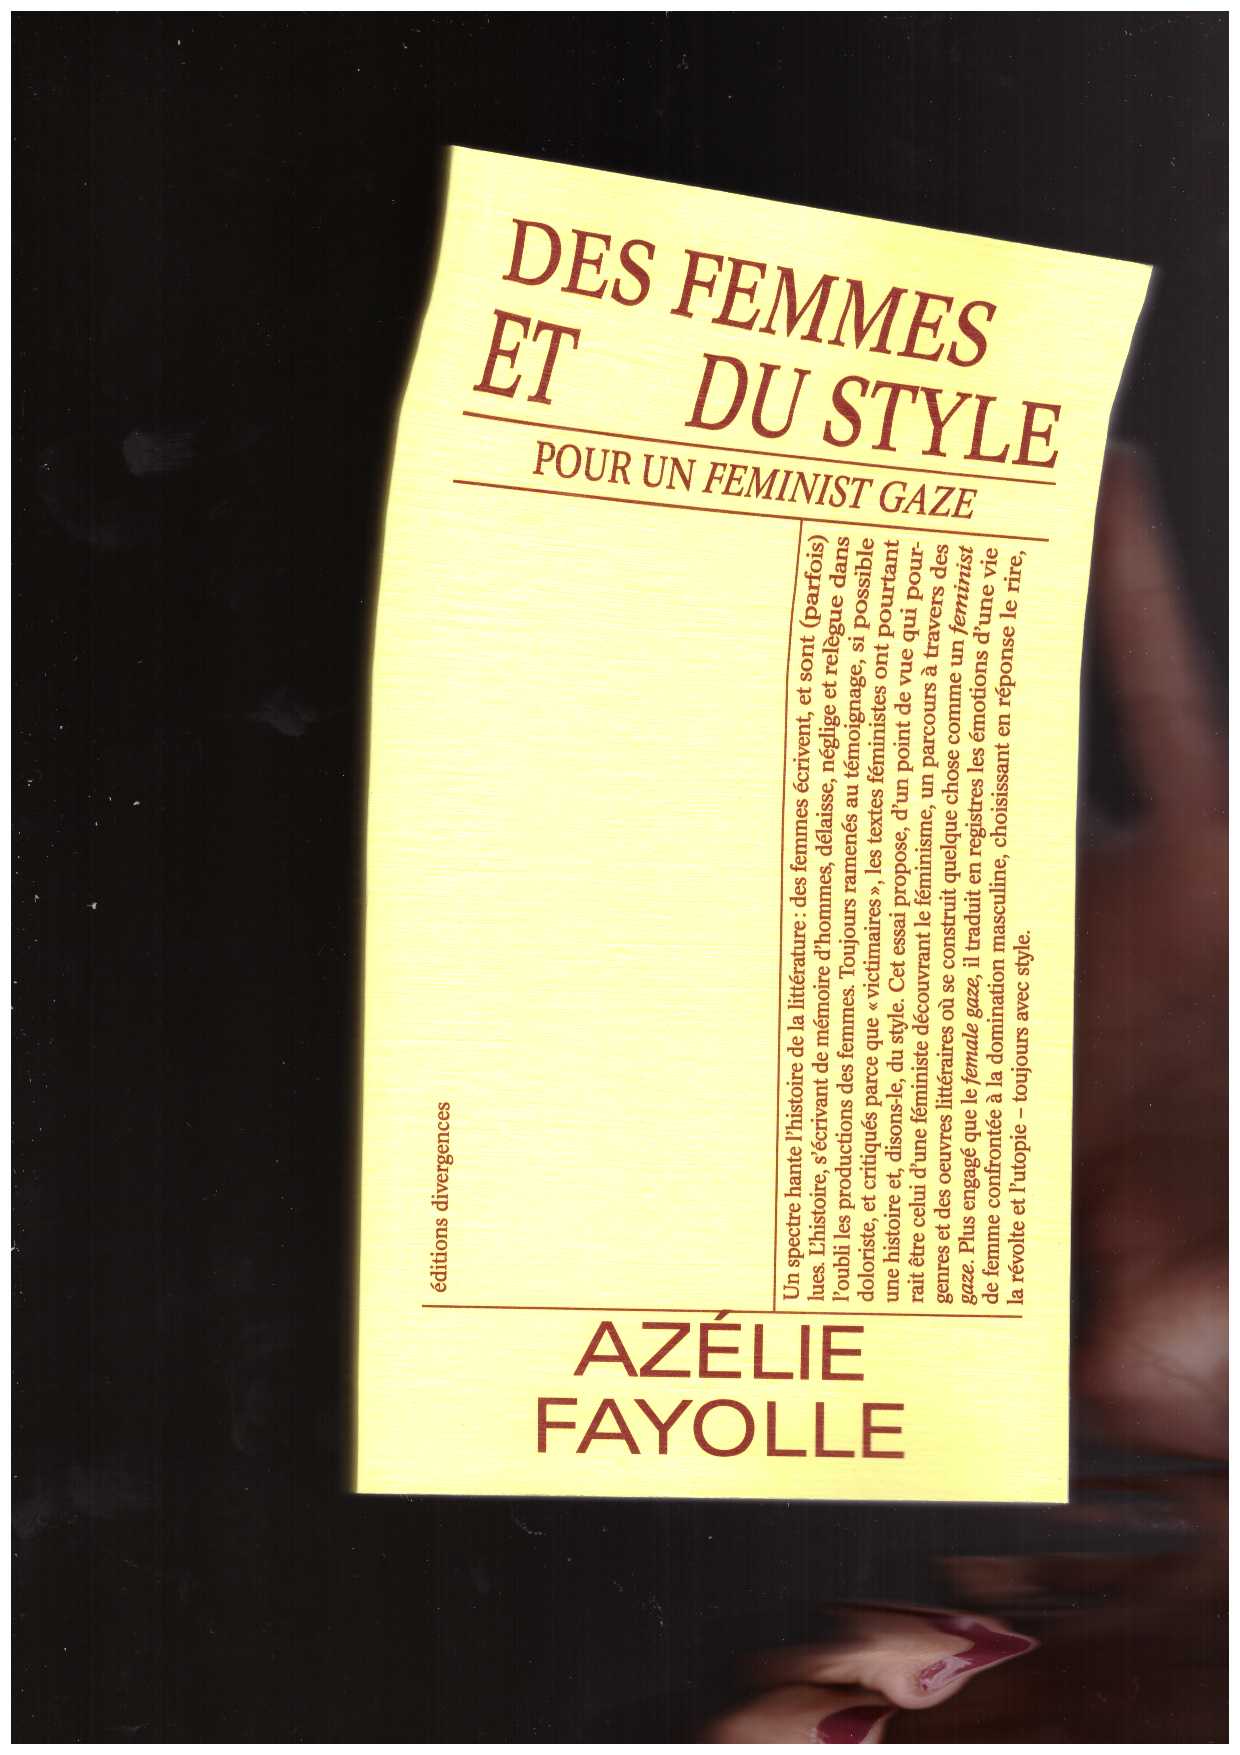 DES FEMMES
ET DU STYLE
POUR UN FEMINIST GAZE
éditions divergences
Un spectre hante l'histoire de la littérature : des femmes écrivent, et sont (parfois)
lues. L'histoire, s'écrivant de mémoire d'hommes, délaisse, néglige et relègue dans
l'oubli les productions des femmes. Toujours ramenés au témoignage, si possible
doloriste, et critiqués parce que « victimaires », les textes féministes ont pourtant
une histoire et, disons-le, du style. Cet essai propose, d'un point de vue qui pour-
rait être celui d'une féministe découvrant le féminisme, un parcours à travers des
genres et des oeuvres littéraires où se construit quelque chose comme un feminist
gaze. Plus engagé que le female gaze, il traduit en registres les émotions d'une vie
de femme confrontée à la domination masculine, choisissant en réponse le rire,
la révolte et l'utopie – toujours avec style.
AZÉLIE
FAYOLLE